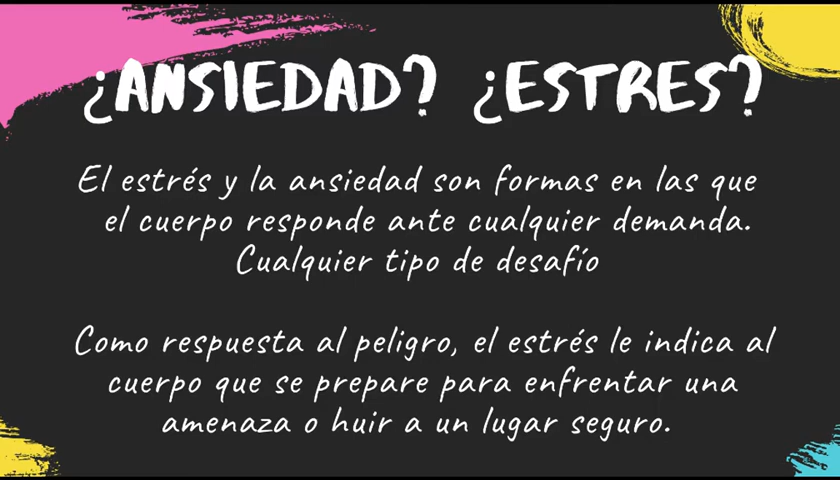 ¿ANSIEDAD? ¿ESTRES?
El estrés y la ansiedad son formas en las que
el cuerpo responde ante cualquier demanda.
Cualquier tipo de desafío
Como respuesta al peligro, el estrés le indica al
cuerpo que se prepare para enfrentar una
amenaza o huir a un lugar seguro.